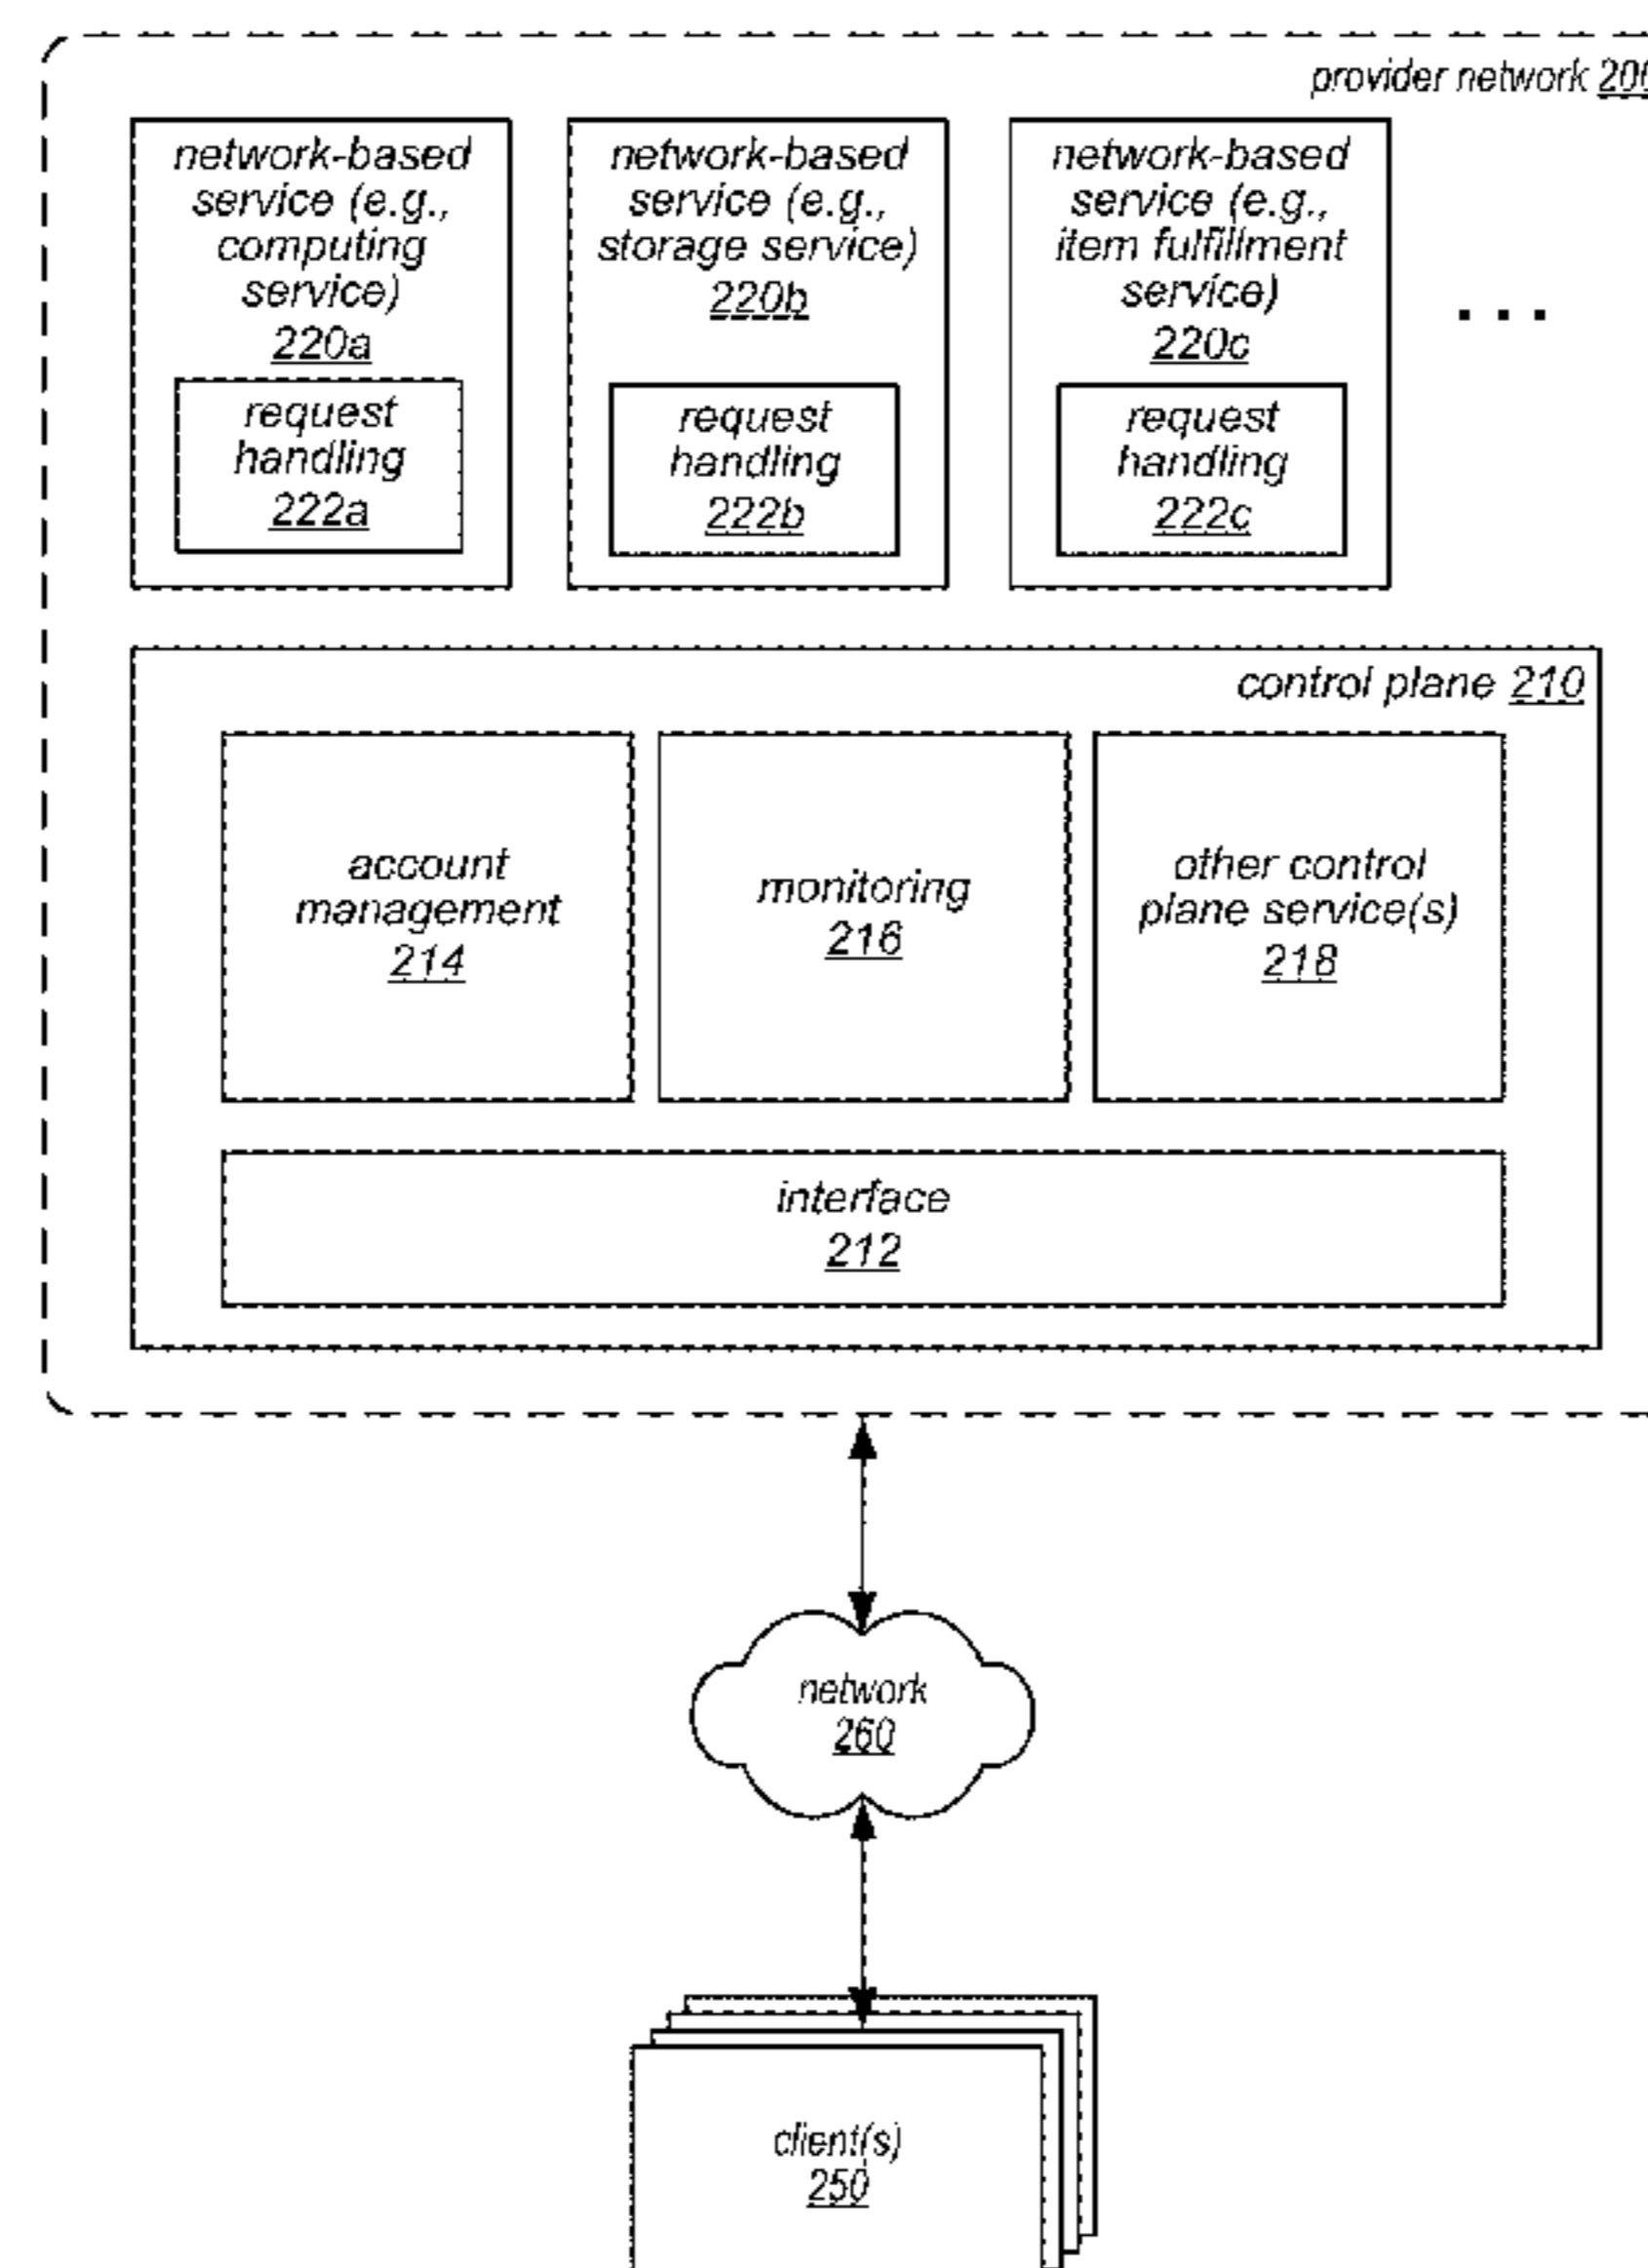 provider network 200
network-based
service (e.g.,
computing
service)
220a
request
handling
222a
network-based
service (e.g.,
storage service)
220b
request
handling
222b
network-based
service (e.g.,
item fulfillment
service)
220c
request
handling
222c
. . .
control plane 210
account
management
214
monitoring
216
other control
plane service(s)
218
interface
212
network
260
client(s)
250